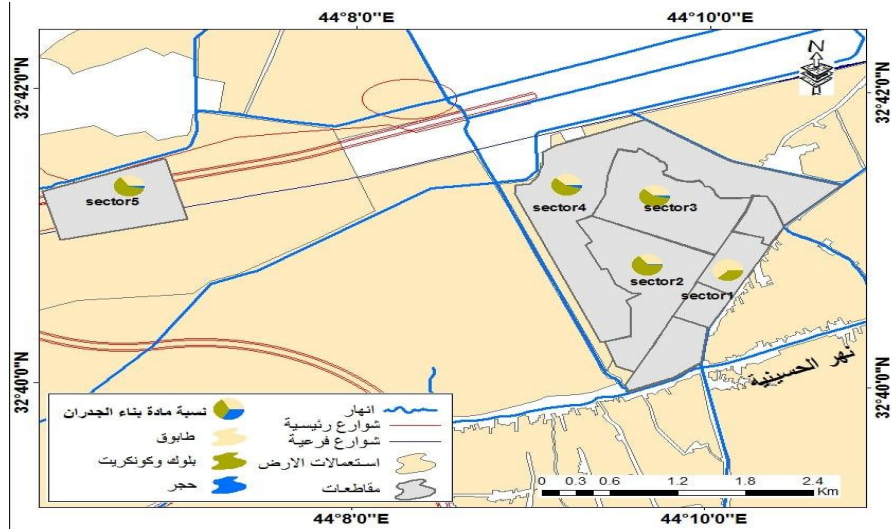 44°8'0"E 44°10'0"E
32°42'0"N 32°42'0"N
N
sector5
sector4
sector3
sector2
sector1
نهر الحسينية
32°40'0"N 32°40'0"N
نسبة مادة بناء الجدران
طابوق
بلوك وكونكريت
حجر
انهار
شوارع رئيسية
شوارع فرعية
استعمالات الارض
مقاطعات
0 0.3 0.6 1.2 1.8 2.4
Km
44°8'0"E 44°10'0"E